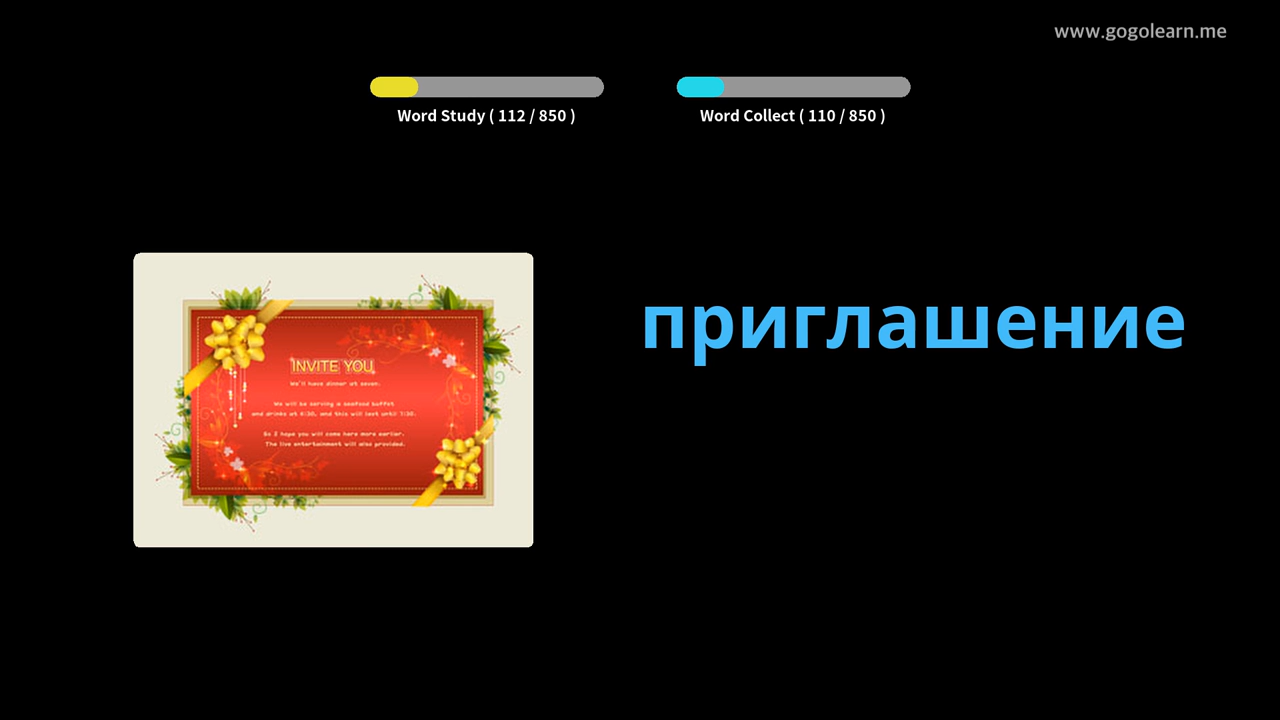 www.gogolearn.me
Word Study ( 112 / 850 )
Word Collect ( 110 / 850 )
приглашение
INVITE YOU
We'll have dinner at seven.
We will be serving a seafood buffet
and drinks at 6:30, and this will last until 7:30.
So I hope you will come here more earlier.
The live entertainment will also provided.